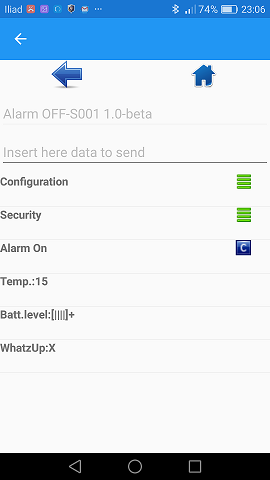 Iliad 74% 23:06
Alarm OFF-S001 1.0-beta
Insert here data to send
Configuration
Security
Alarm On
C
Temp.:15
Batt.level:[||||]+
WhatzUp:X